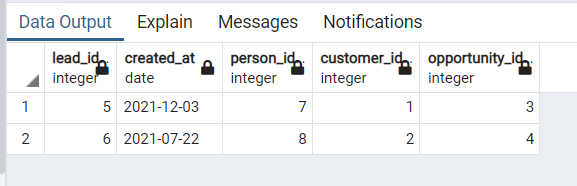 Data Output Explain Messages Notifications
lead_id created_at person_id customer_id opportunity_id
integer date integer integer integer
1 5 2021-12-03 7 1 3
2 6 2021-07-22 8 2 4